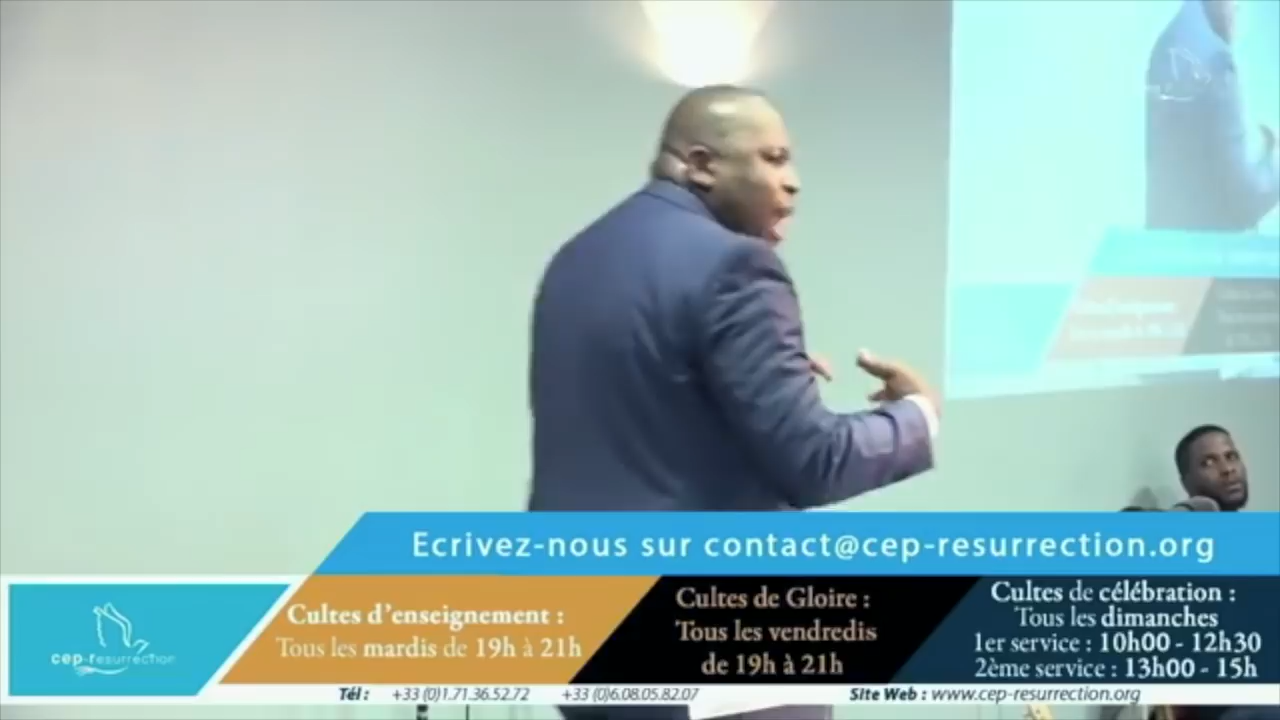 Ecrivez-nous sur contact@cep-resurrection.org
Cultes d'enseignement :
Tous les mardis de 19h à 21h
Cultes de Gloire :
Tous les vendredis
de 19h à 21h
Cultes de célébration :
Tous les dimanches
1er service : 10h00 - 12h30
2ème service : 13h00 - 15h
cep-resurrection
Tél : +33 (0)1.71.36.52.72 +33 (0)6.08.05.82.07 Site Web : www.cep-resurrection.org